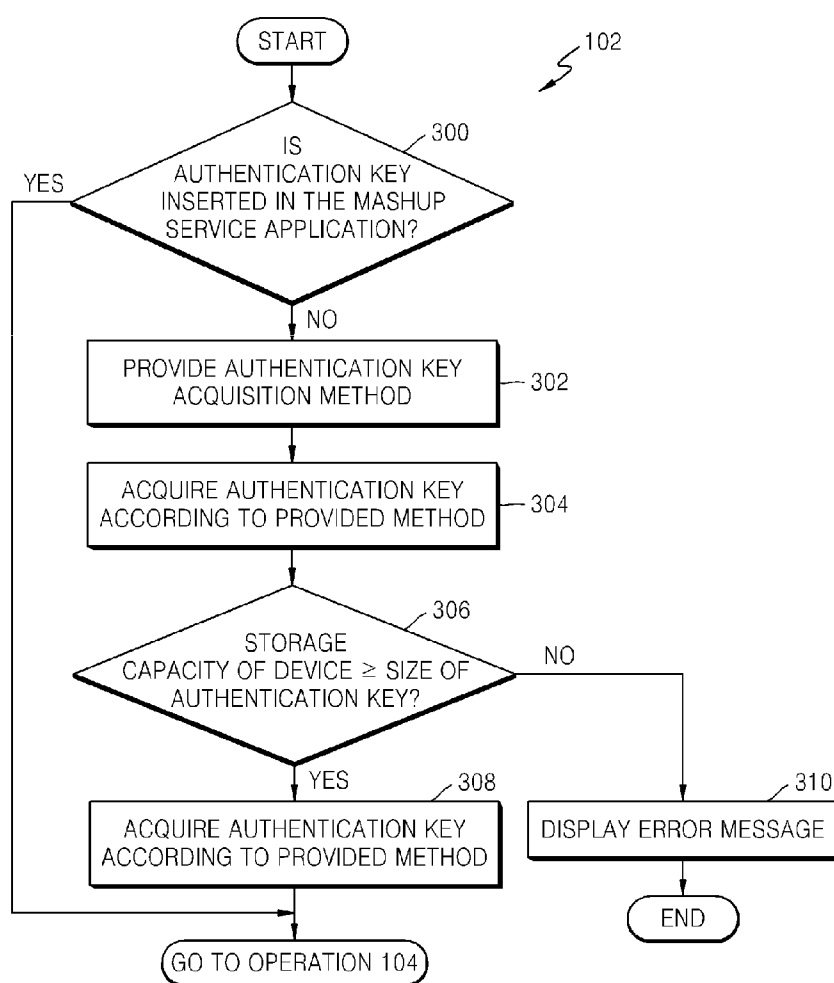 START
102
300
IS
AUTHENTICATION KEY
INSERTED IN THE MASHUP
SERVICE APPLICATION?
YES
NO
PROVIDE AUTHENTICATION KEY
ACQUISITION METHOD
302
ACQUIRE AUTHENTICATION KEY
ACCORDING TO PROVIDED METHOD
304
306
STORAGE
CAPACITY OF DEVICE ≥ SIZE OF
AUTHENTICATION KEY?
NO
YES
308
ACQUIRE AUTHENTICATION KEY
ACCORDING TO PROVIDED METHOD
310
DISPLAY ERROR MESSAGE
END
GO TO OPERATION 104